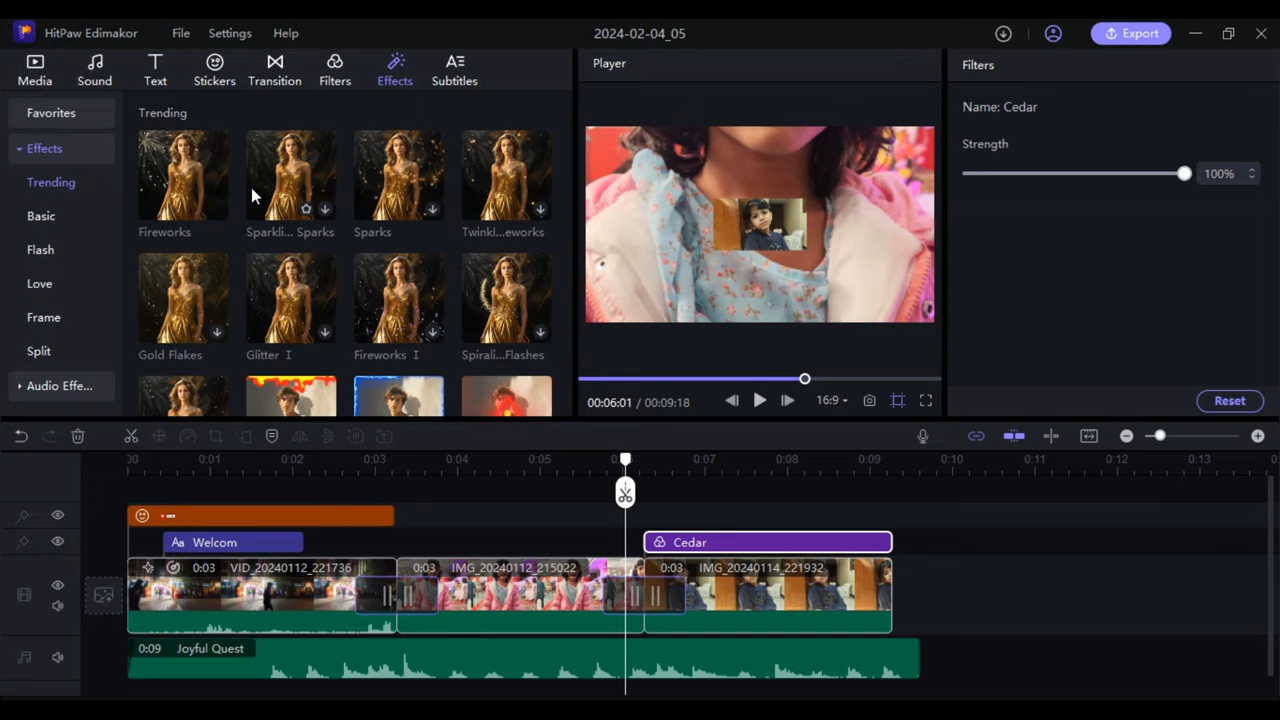 HitPaw Edimakor File Settings Help 2024-02-04_05 Export
Media Sound Text Stickers Transition Filters Effects Subtitles
Favorites
Effects
Trending
Basic
Flash
Love
Frame
Split
Audio Effe...
Trending
Fireworks Sparkli... Sparks Sparks Twinkl...eworks
Gold Flakes Glitter I Fireworks I Spirali...Flashes
Player
00:06:01 / 00:09:18 16:9
Filters
Name: Cedar
Strength
100%
Reset
00 0:01 0:02 0:03 0:04 0:05 0:07 0:08 0:09 0:10 0:11 0:12 0:13
Aa Welcom
Cedar
0:03 VID_20240112_221736 0:03 IMG_20240112_215022 0:03 IMG_20240114_221932
0:09 Joyful Quest